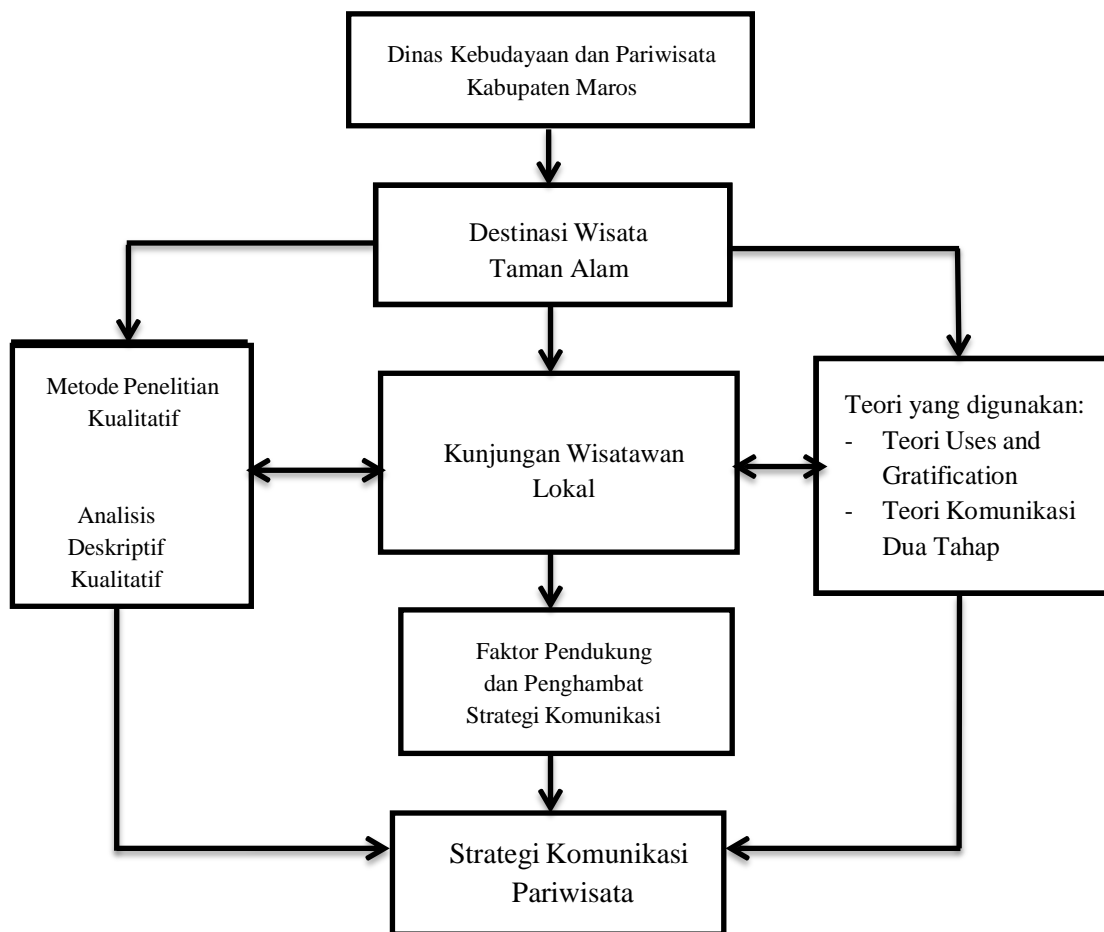 Dinas Kebudayaan dan Pariwisata
Kabupaten Maros
Destinasi Wisata
Taman Alam
Metode Penelitian
Kualitatif
Analisis
Deskriptif
Kualitatif
Kunjungan Wisatawan
Lokal
Teori yang digunakan:
- Teori Uses and
Gratification
- Teori Komunikasi
Dua Tahap
Faktor Pendukung
dan Penghambat
Strategi Komunikasi
Strategi Komunikasi
Pariwisata